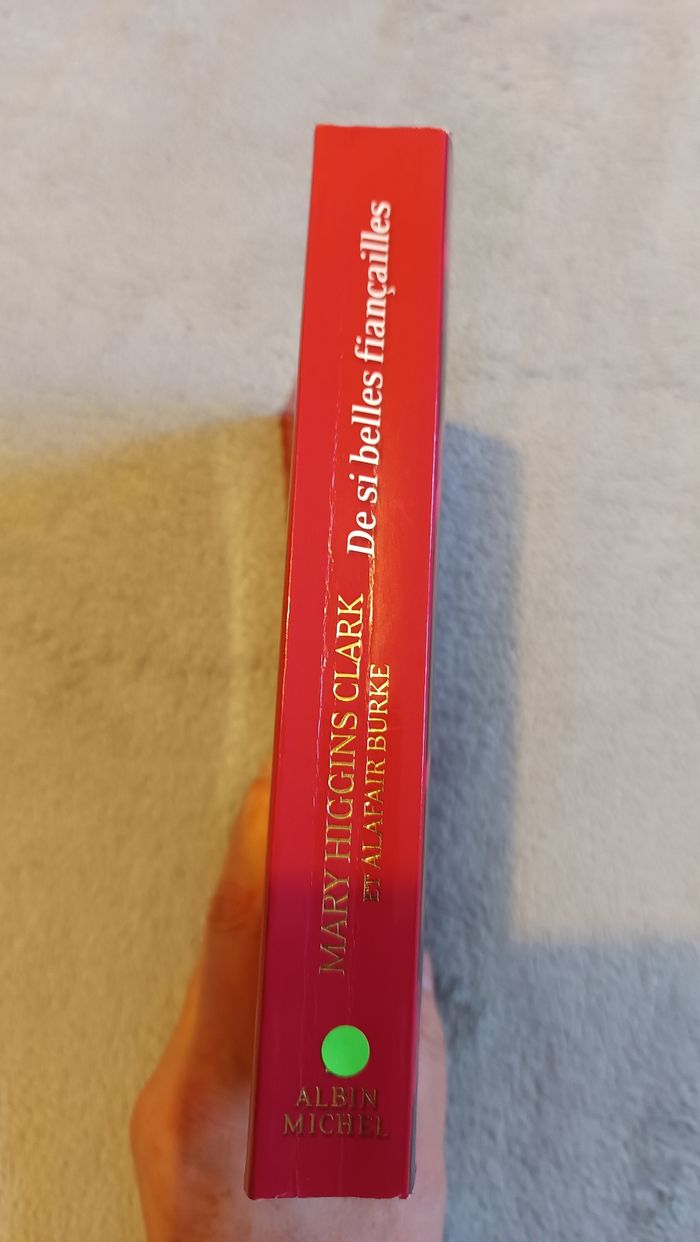 MARY HIGGINS CLARK
ET ALAFAIR BURKE
De si belles fiançailles
ALBIN
MICHEL